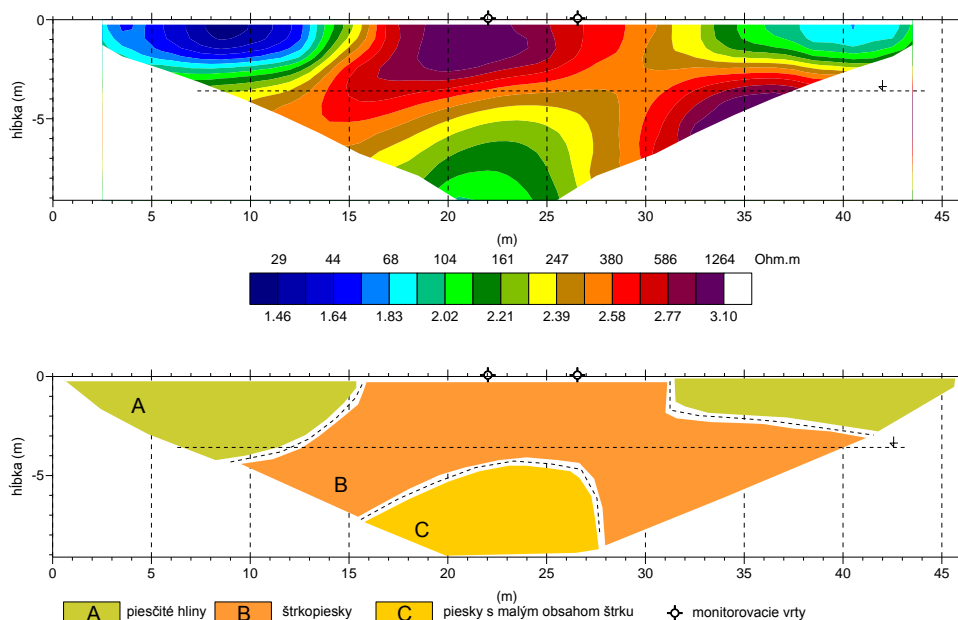 0
-5
hĺbka (m)
0 5 10 15 20 25 30 35 40 45
(m)
29 44 68 104 161 247 380 586 1264 Ohm.m
1.46 1.64 1.83 2.02 2.21 2.39 2.58 2.77 3.10
0
-5
hĺbka (m)
A
B
C
0 5 10 15 20 25 30 35 40 45
(m)
A piesčité hliny B štrkopiesky C piesky s malým obsahom štrku monitorovacie vrty